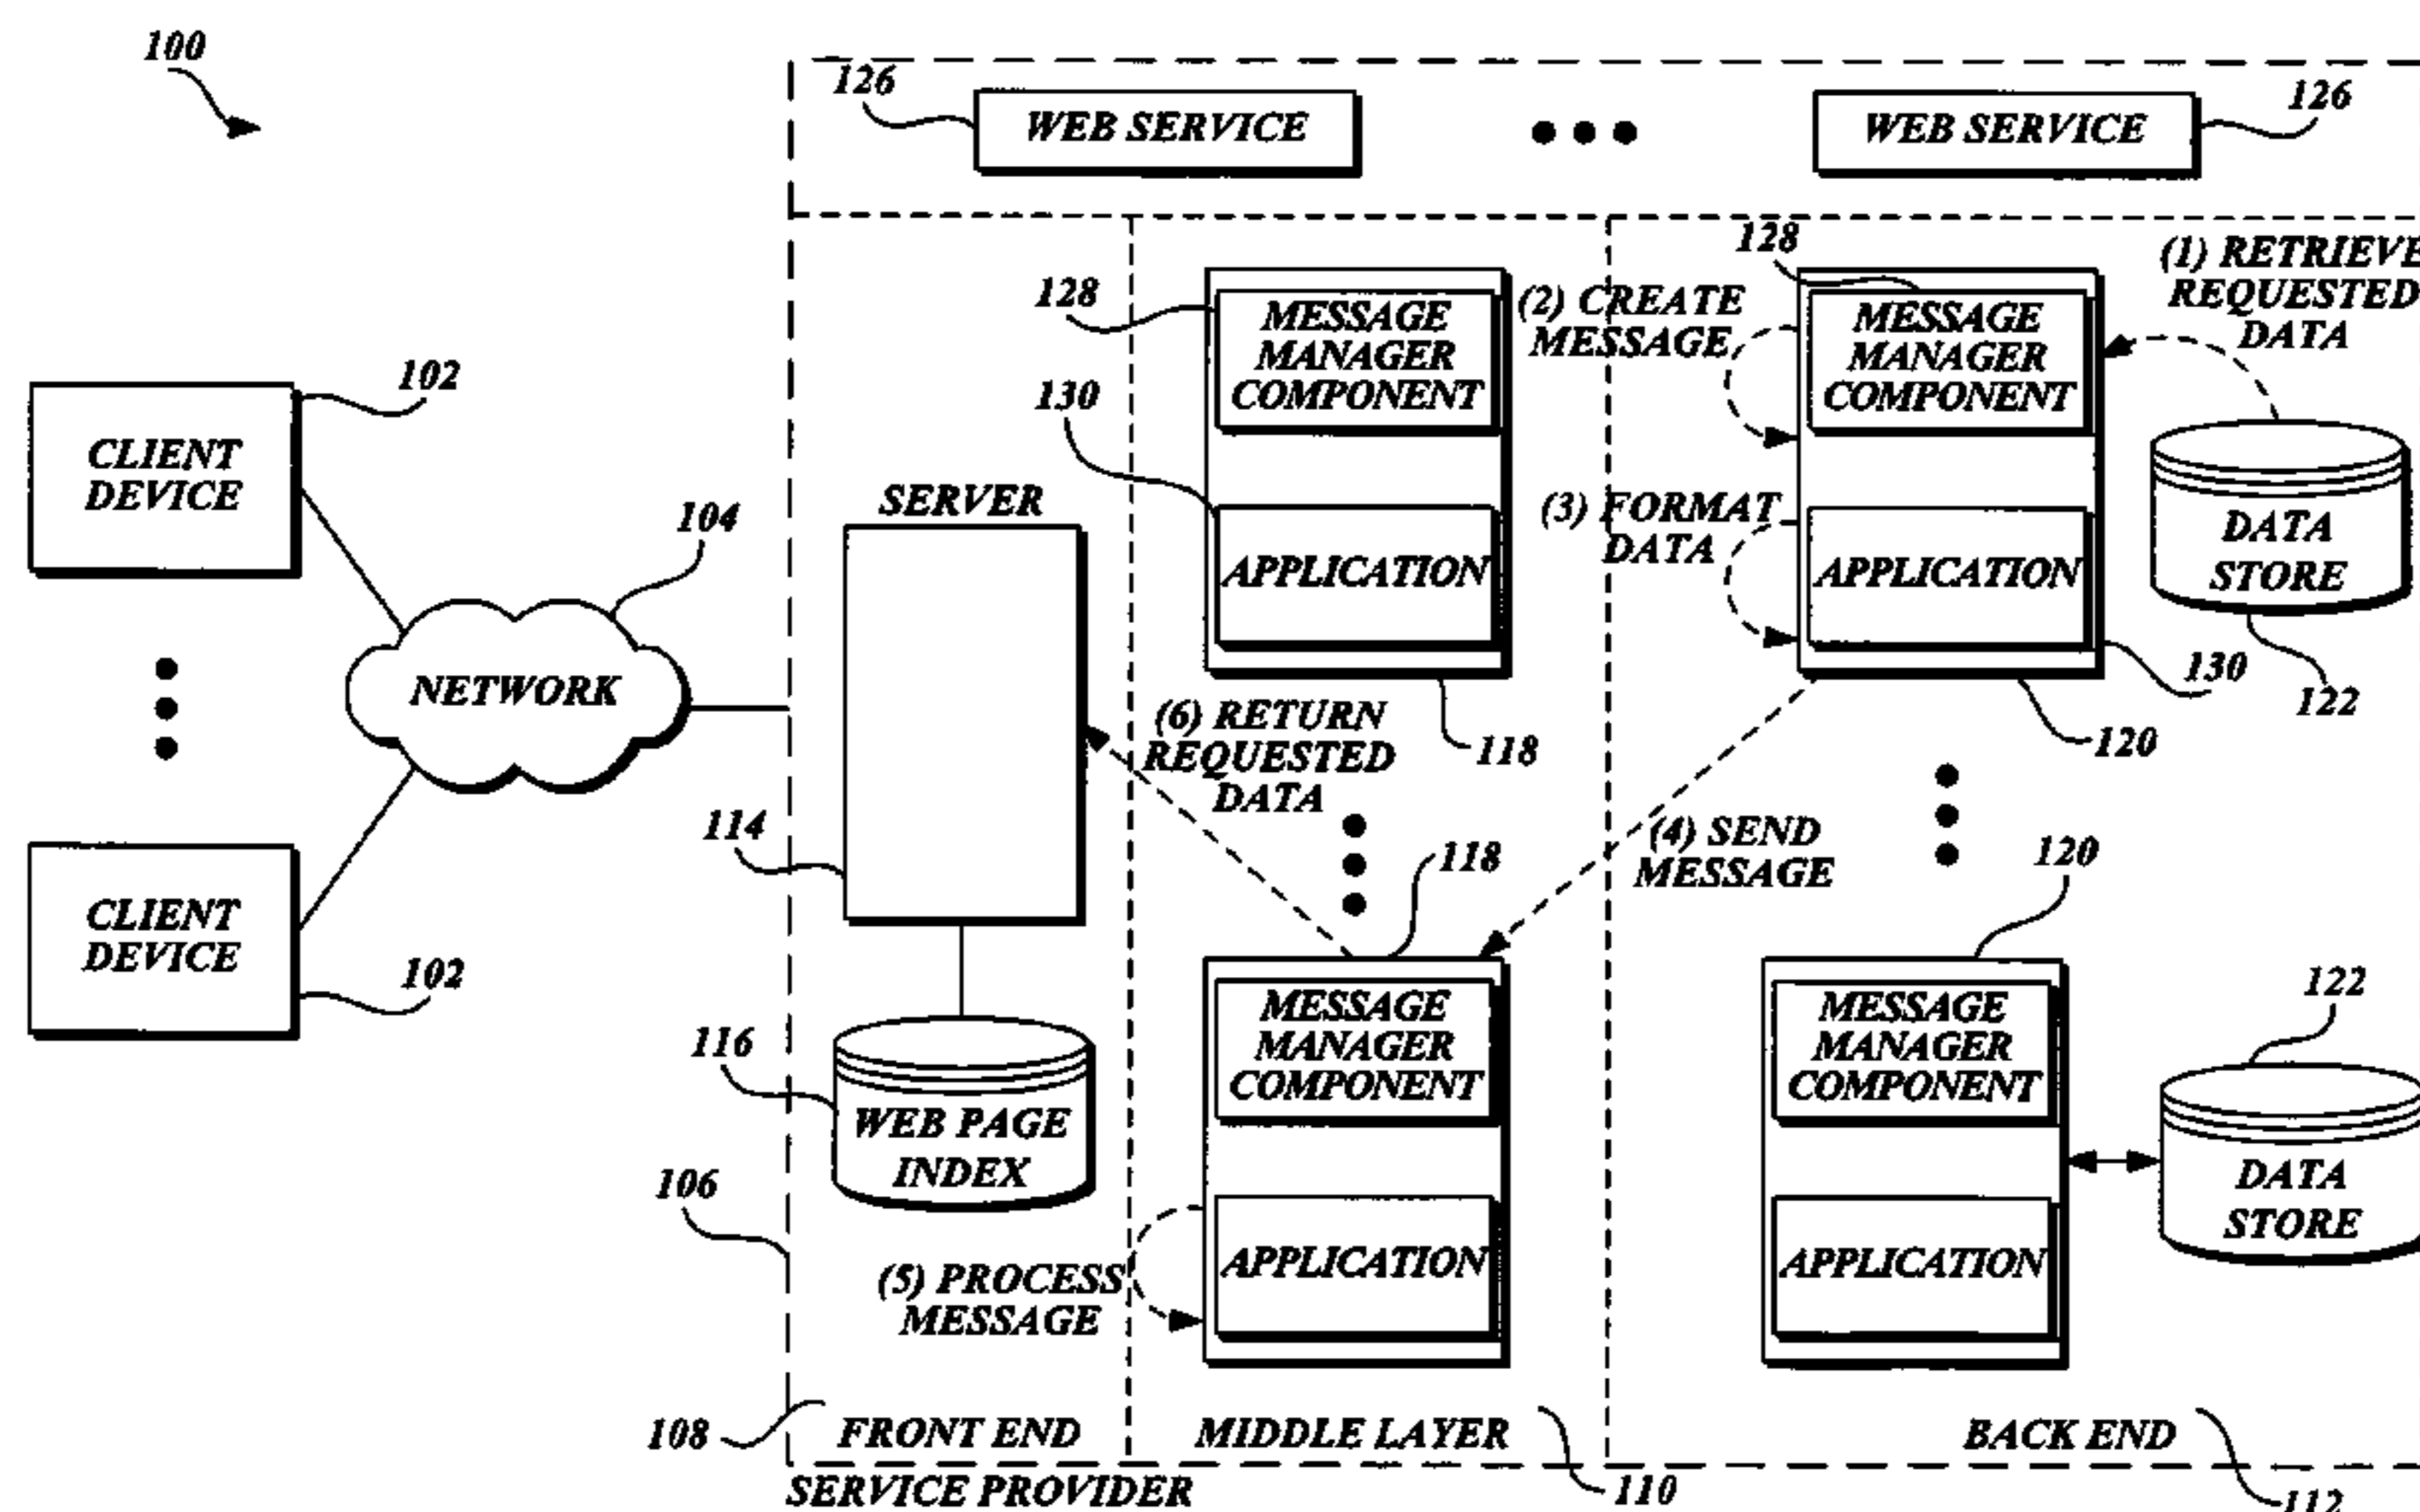 100
126
WEB SERVICE
WEB SERVICE
126
128
MESSAGE
MANAGER
COMPONENT
130
APPLICATION
118
(2) CREATE
MESSAGE
128
MESSAGE
MANAGER
COMPONENT
(1) RETRIEVE
REQUESTED
DATA
(3) FORMAT
DATA
APPLICATION
DATA
STORE
130
122
120
102
CLIENT
DEVICE
104
NETWORK
CLIENT
DEVICE
102
SERVER
114
(6) RETURN
REQUESTED
DATA
(4) SEND
MESSAGE
118
MESSAGE
MANAGER
COMPONENT
APPLICATION
120
MESSAGE
MANAGER
COMPONENT
APPLICATION
122
DATA
STORE
116
WEB PAGE
INDEX
106
(5) PROCESS
MESSAGE
108
FRONT END
MIDDLE LAYER
BACK END
SERVICE PROVIDER
110
112